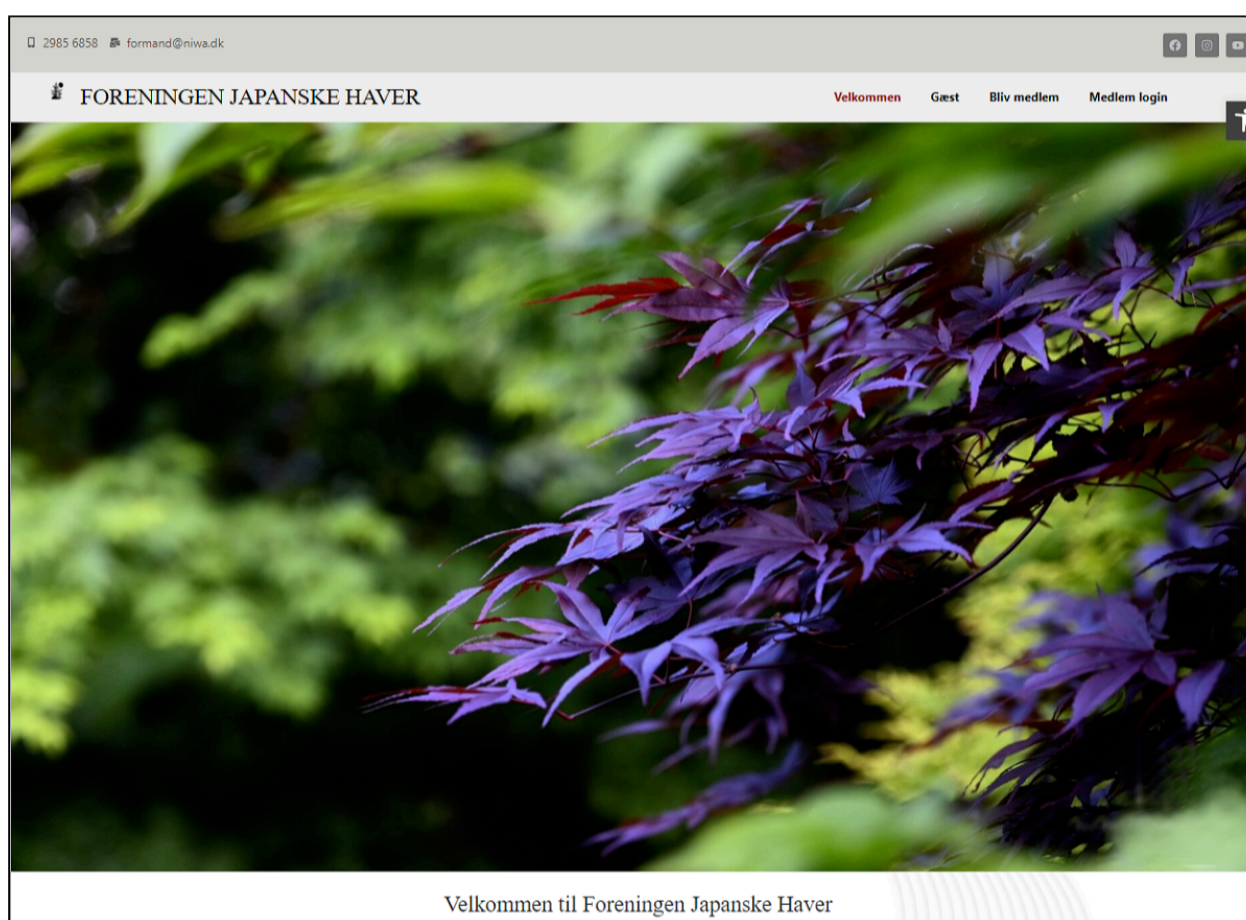 2985 6858 formand@niwa.dk
FORENINGEN JAPANSKE HAVER
Velkommen Gæst Bliv medlem Medlem login
Velkommen til Foreningen Japanske Haver